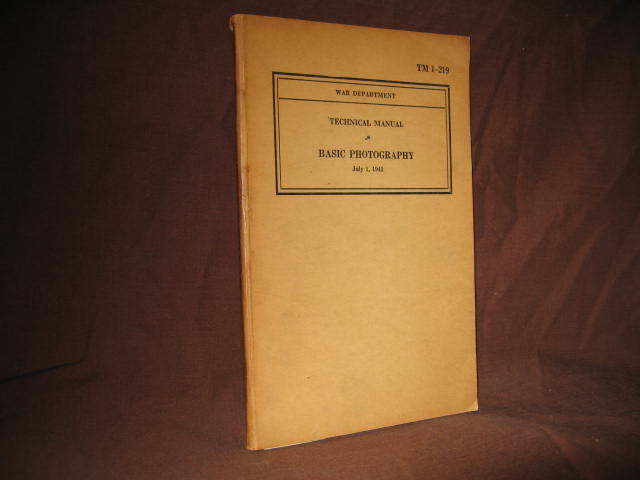 TM 1-219
WAR DEPARTMENT
TECHNICAL MANUAL
BASIC PHOTOGRAPHY
July 1, 1941